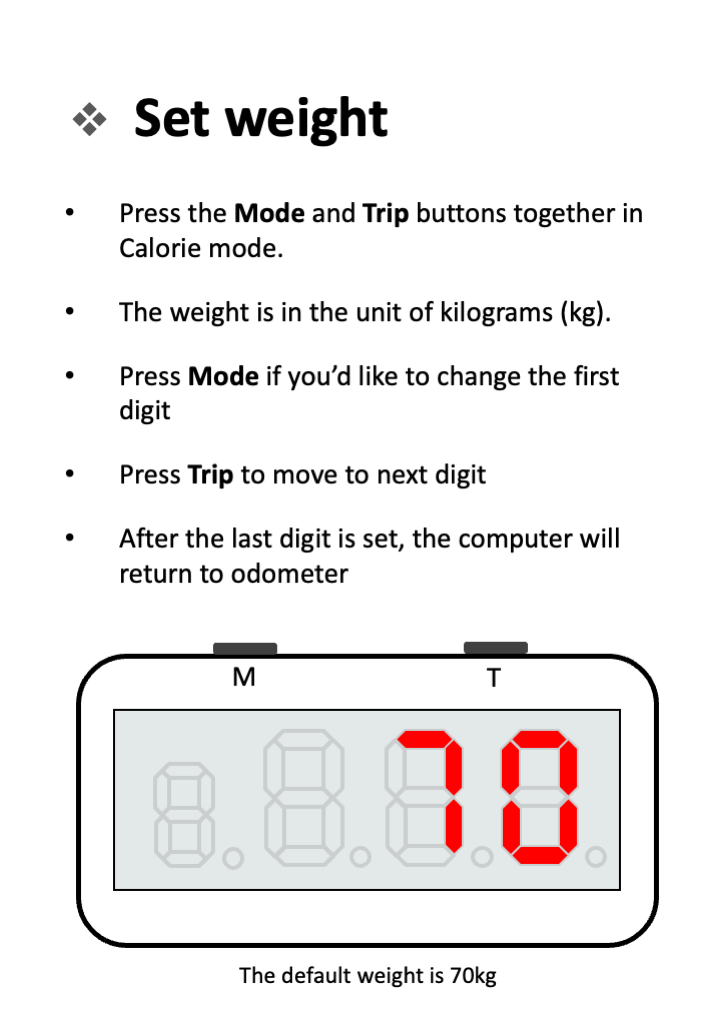 ❖ Set weight
• Press the Mode and Trip buttons together in
Calorie mode.
• The weight is in the unit of kilograms (kg).
• Press Mode if you’d like to change the first
digit
• Press Trip to move to next digit
• After the last digit is set, the computer will
return to odometer
M T
70
The default weight is 70kg